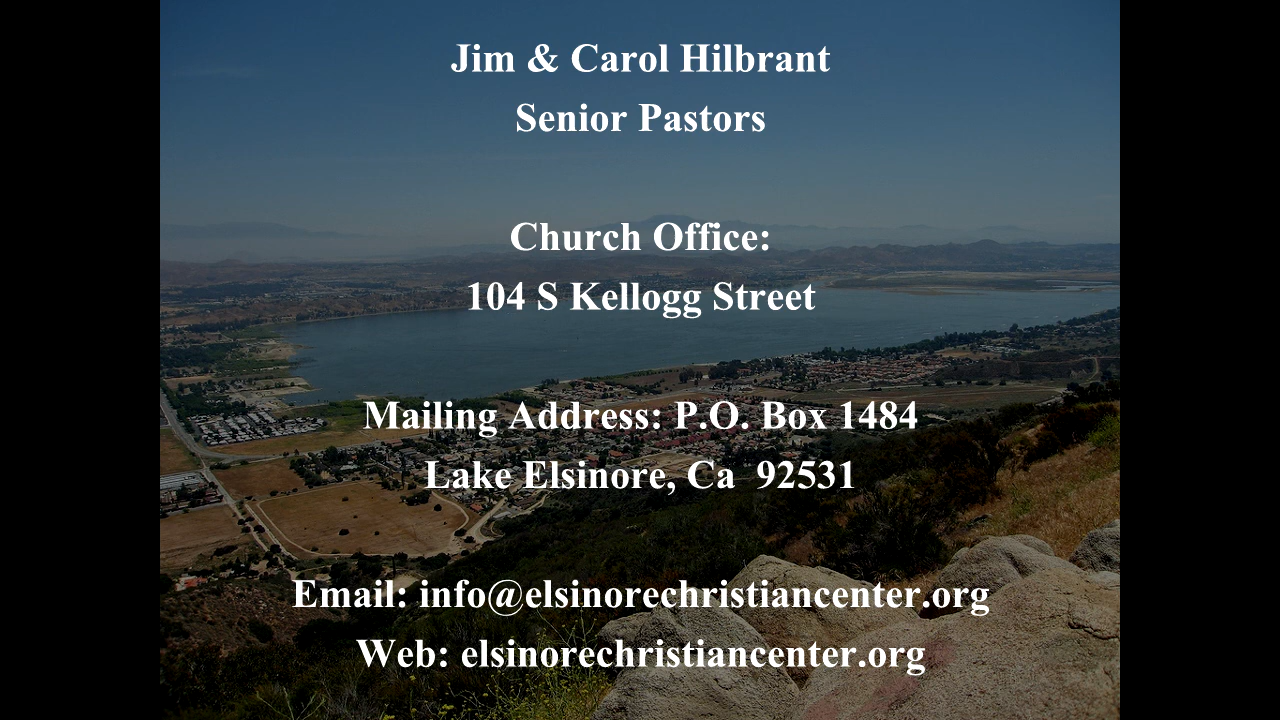 Jim & Carol Hilbrant
Senior Pastors
Church Office:
104 S Kellogg Street
Mailing Address: P.O. Box 1484
Lake Elsinore, Ca  92531
Email: info@elsinorechristiancenter.org
Web: elsinorechristiancenter.org